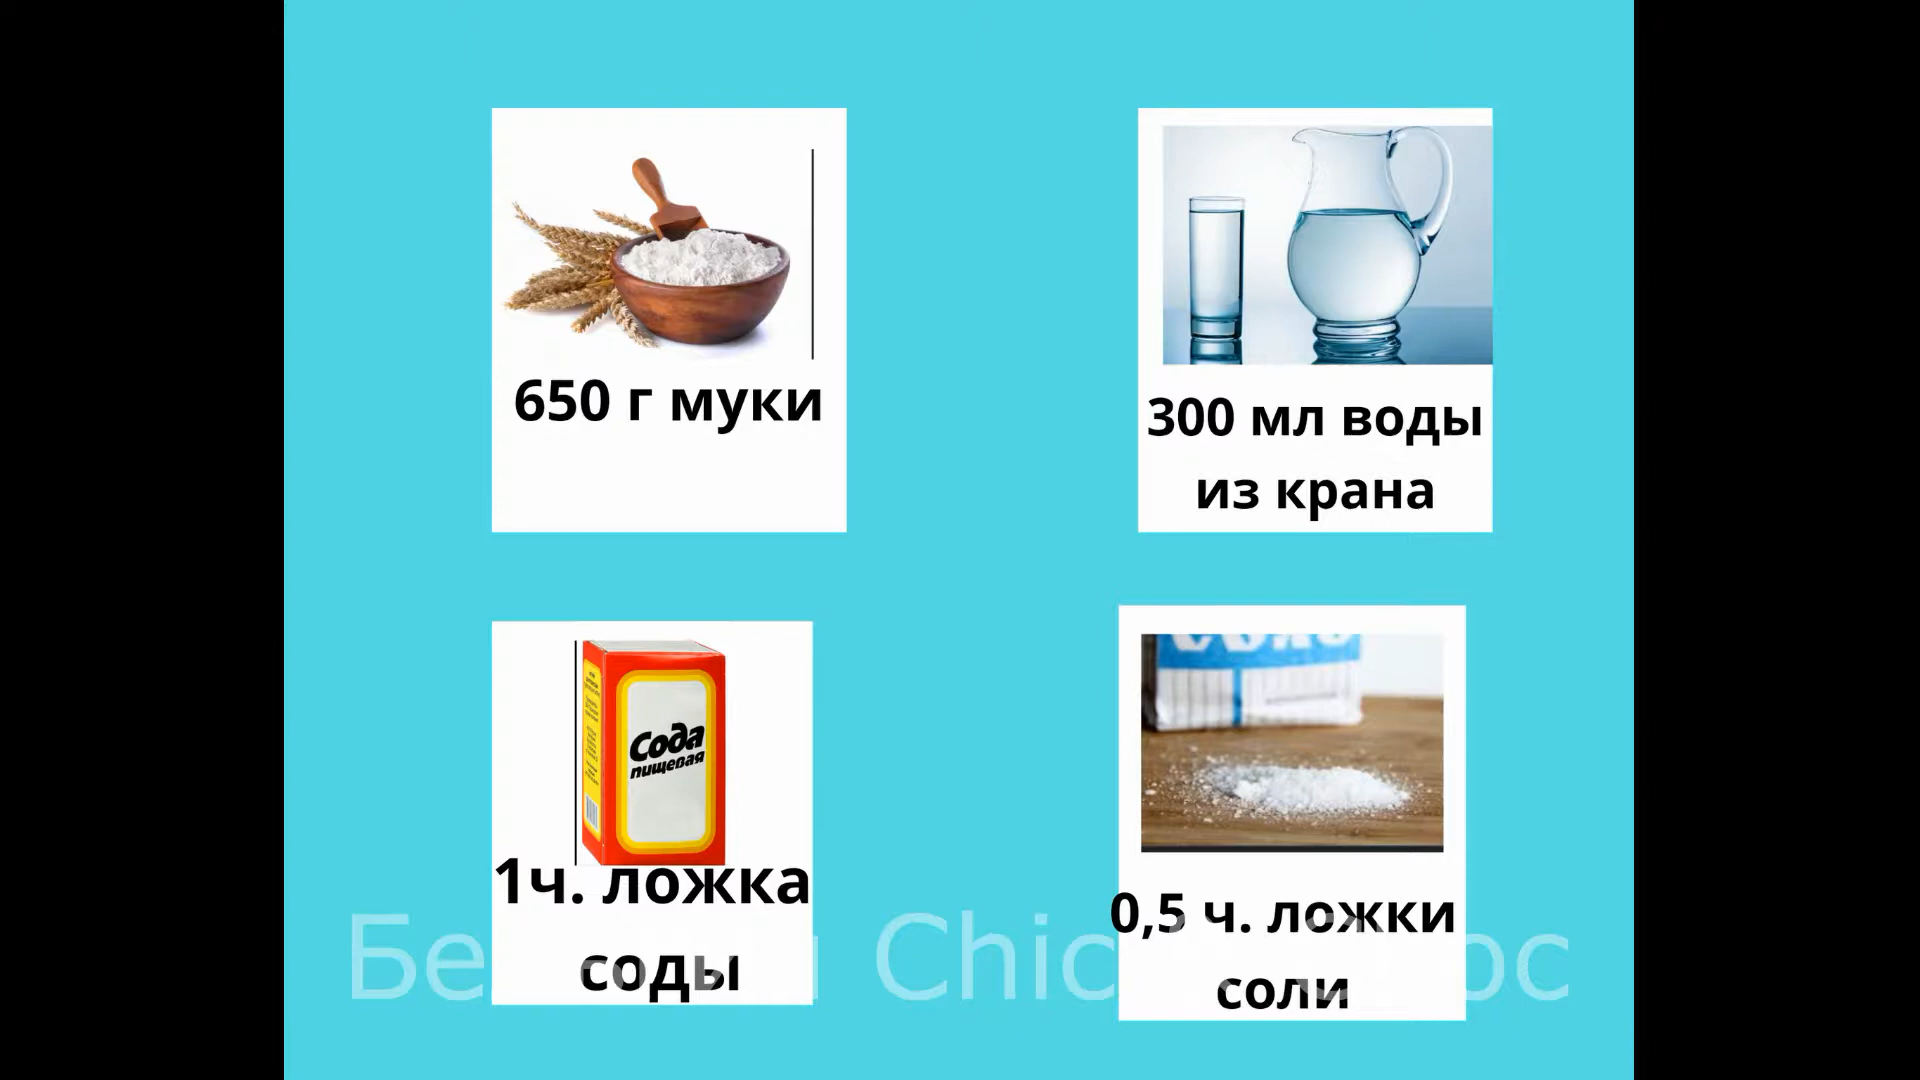 650 г муки
300 мл воды
из крана
Сода
пищевая
1ч. ложка
соды
0,5 ч. ложки
соли